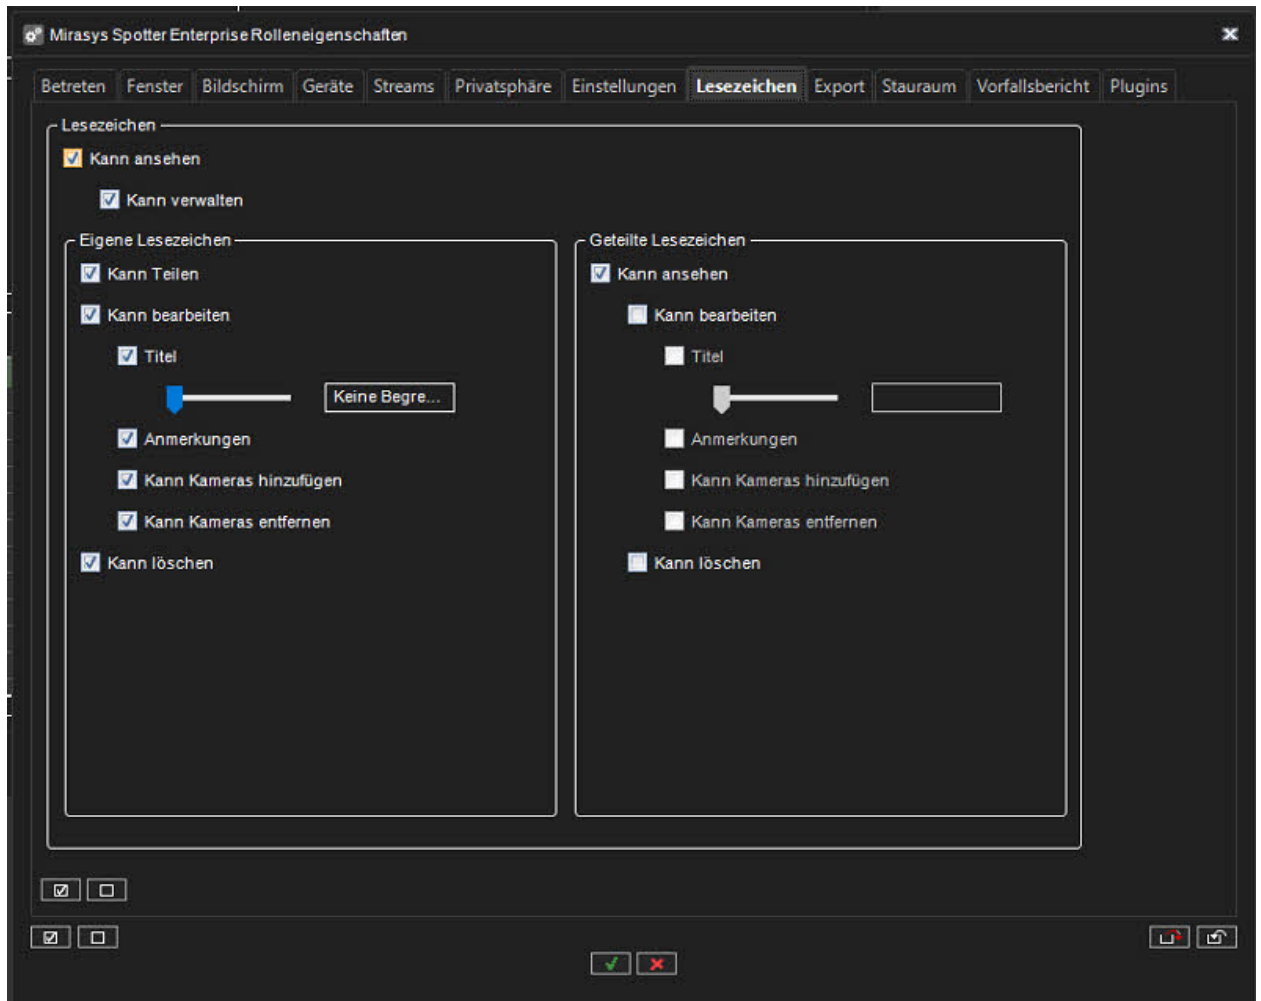 Mirasys Spotter Enterprise Rolleneigenschaften
Betreten Fenster Bildschirm Geräte Streams Privatsphäre Einstellungen Lesezeichen Export Stauraum Vorfallsbericht Plugins
Lesezeichen
Kann ansehen
Kann verwalten
Eigene Lesezeichen
Kann Teilen
Kann bearbeiten
Titel
Keine Begre...
Anmerkungen
Kann Kameras hinzufügen
Kann Kameras entfernen
Kann löschen
Geteilte Lesezeichen
Kann ansehen
Kann bearbeiten
Titel
Anmerkungen
Kann Kameras hinzufügen
Kann Kameras entfernen
Kann löschen